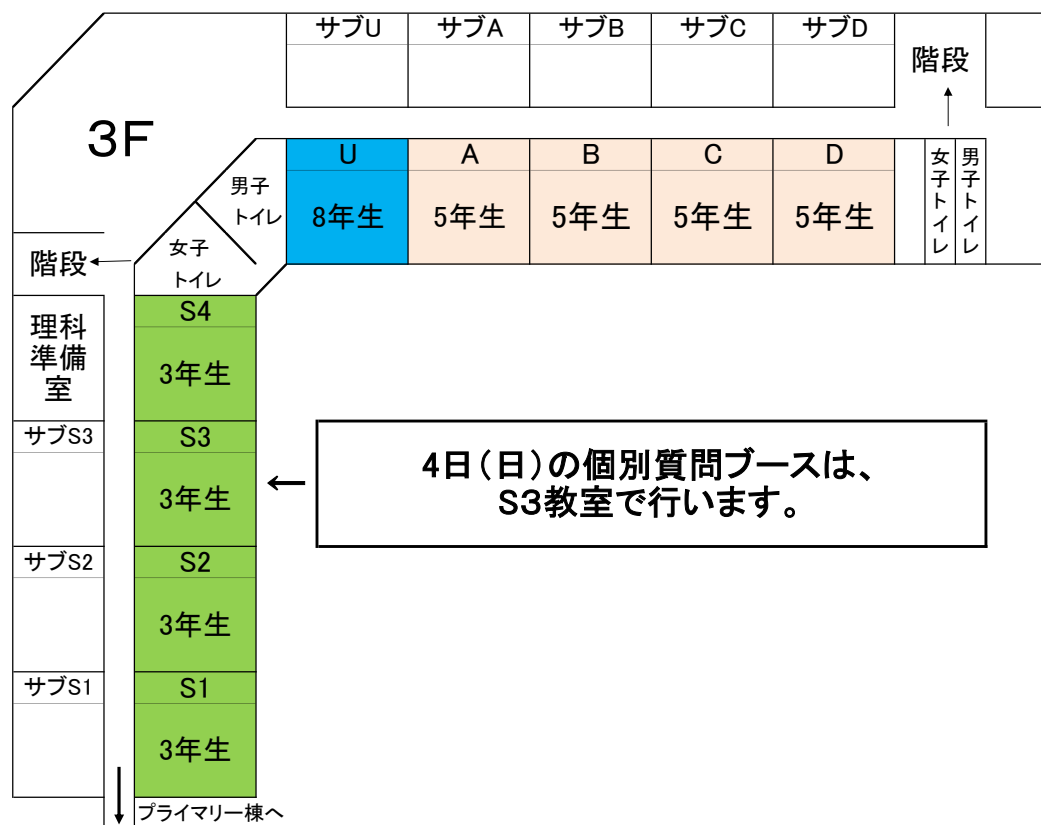 サブU
サブA
サブB
サブC
サブD
階段
3F
U
A
B
C
D
8年生
5年生
5年生
5年生
5年生
女子トイレ
男子トイレ
男子
トイレ
女子
トイレ
階段
理科
準備
室
S4
3年生
サブS3
S3
3年生
4日(日)の個別質問ブースは、
S3教室で行います。
サブS2
S2
3年生
サブS1
S1
3年生
プライマリー棟へ